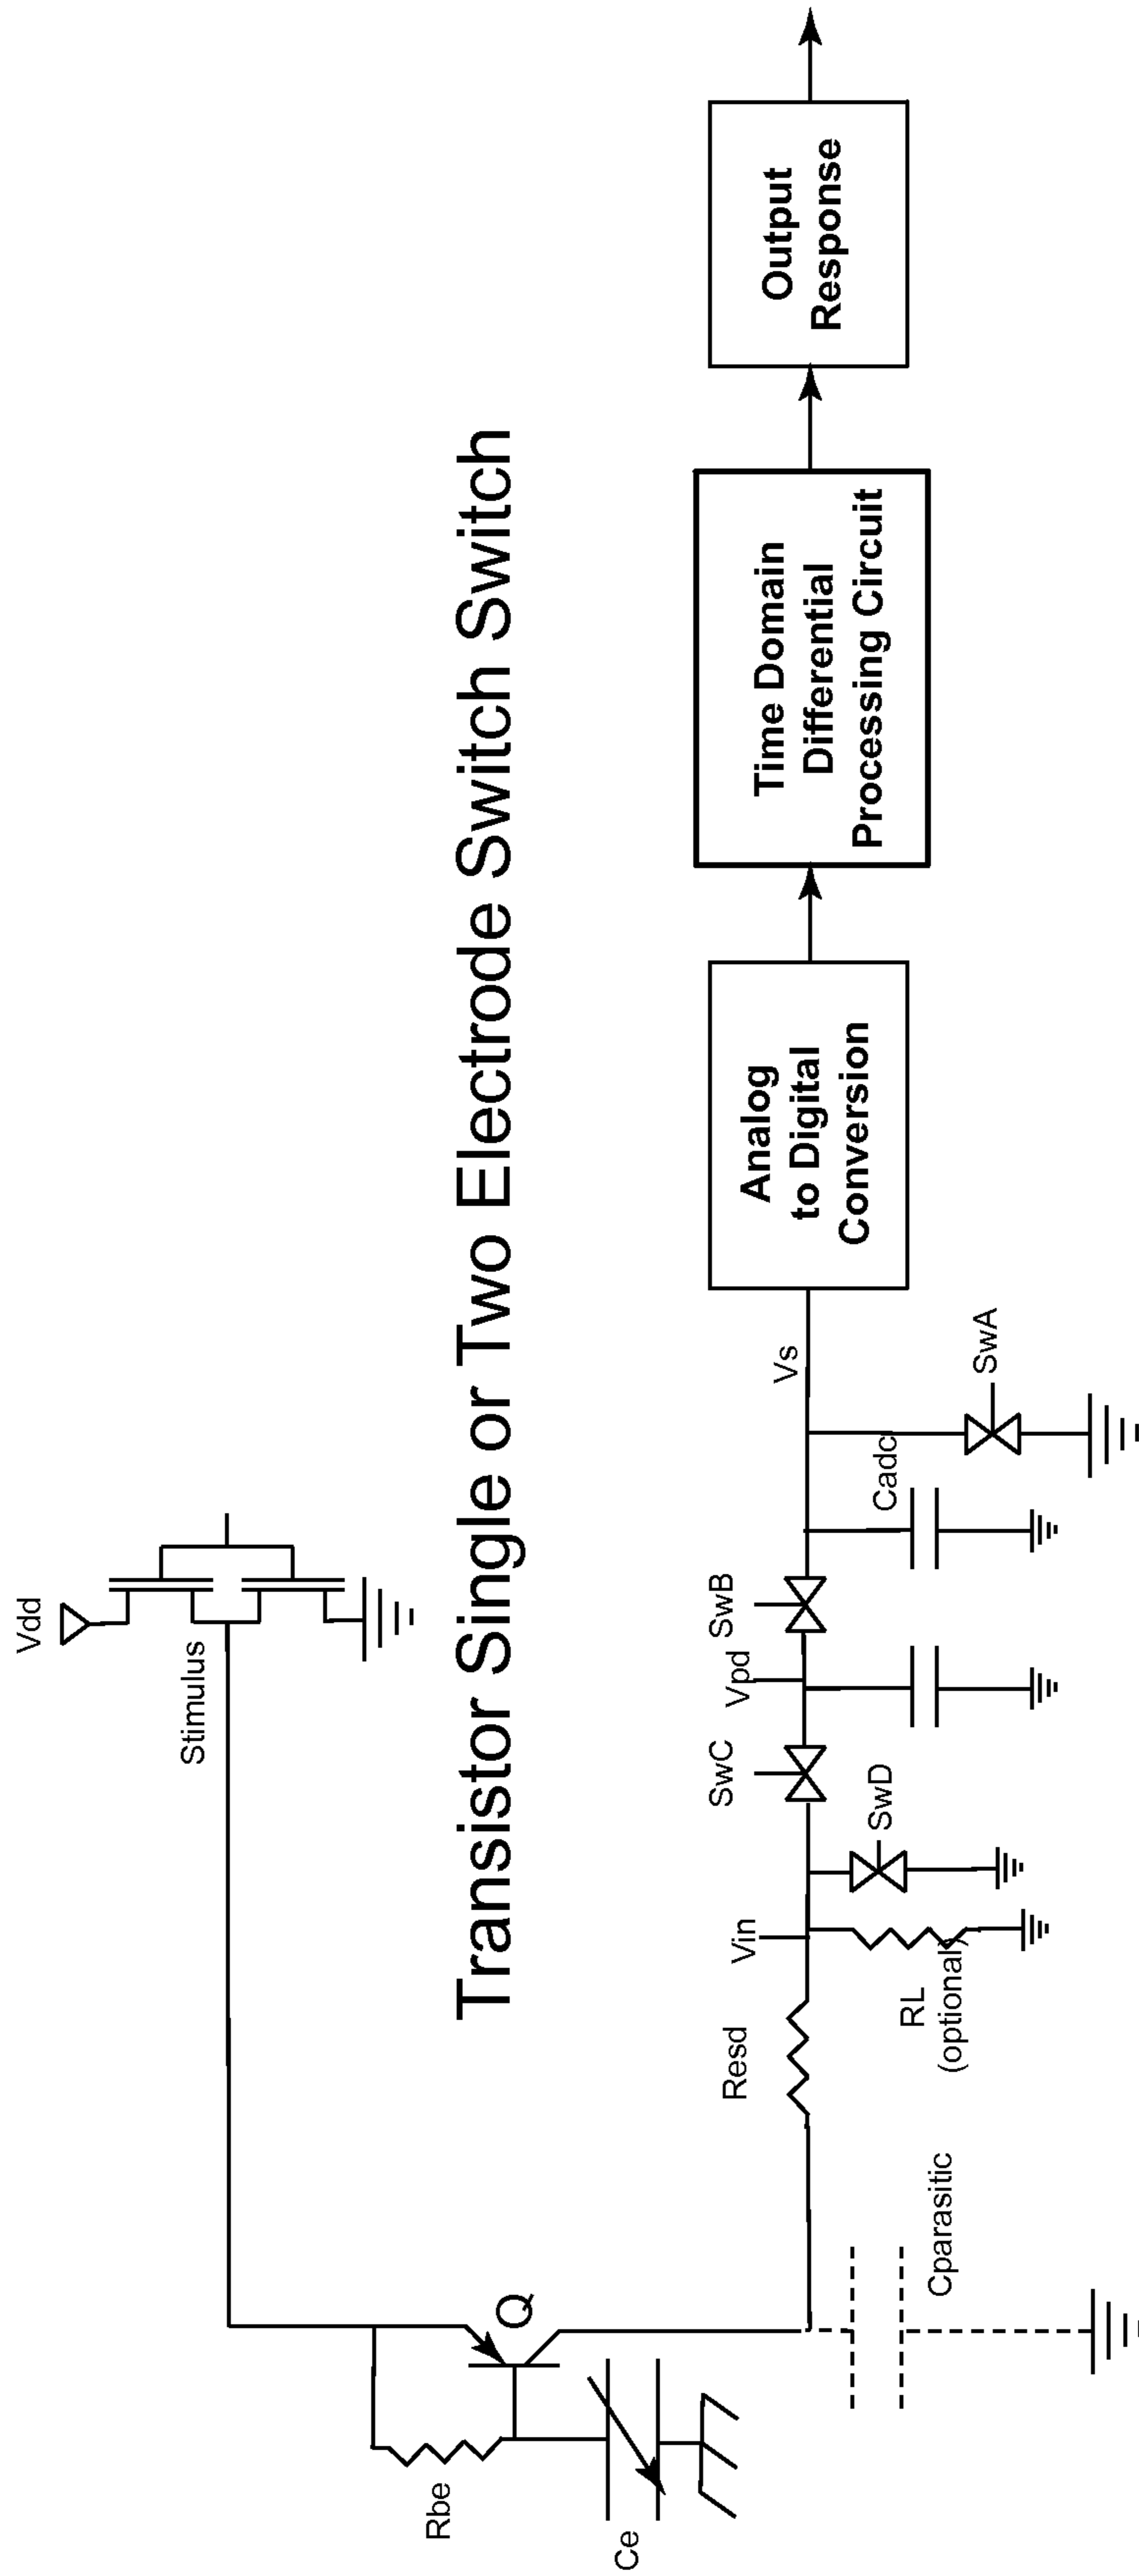 Vdd
Stimulus
Transistor Single or Two Electrode Switch Switch
Rbe
Q
Ce
Cparasitic
Resd
Vin
RL
(optional)
SwD
SwC
Vpd
SwB
Cadc
Vs
SwA
Analog
to Digital
Conversion
Time Domain
Differential
Processing Circuit
Output
Response